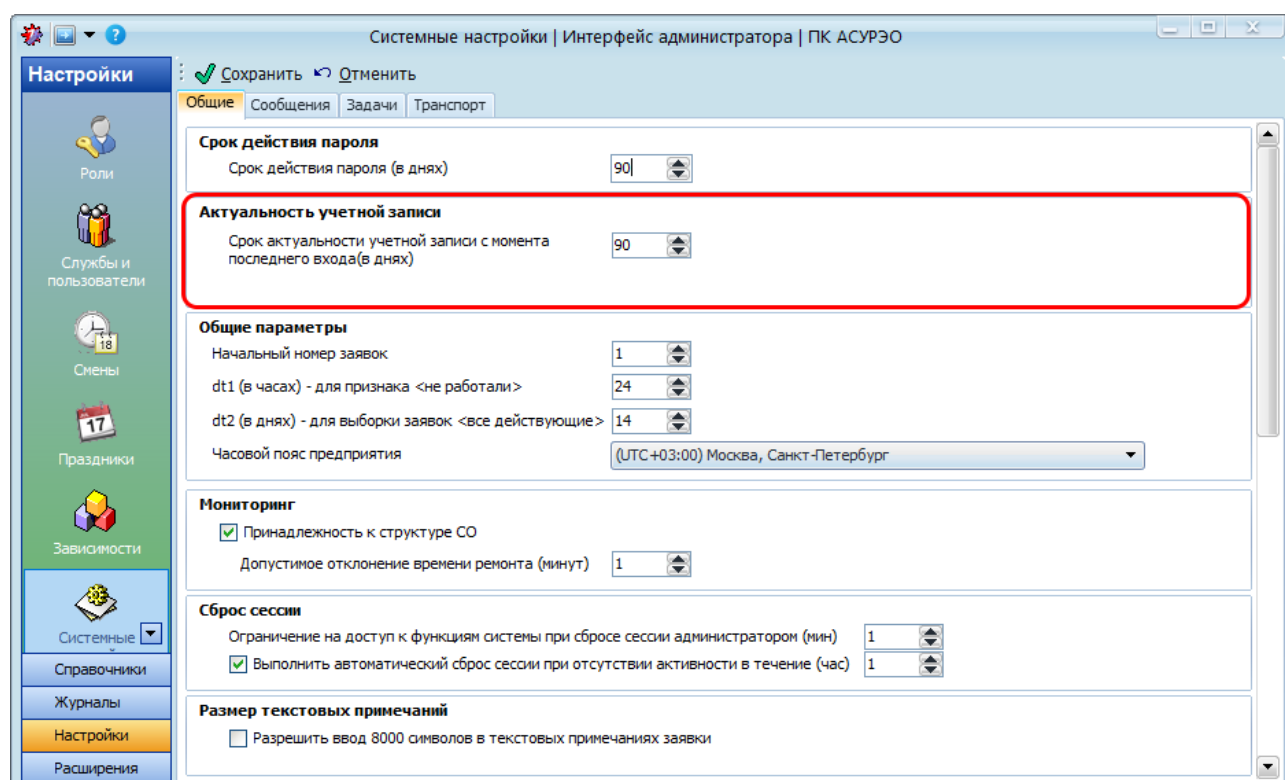 Системные настройки | Интерфейс администратора | ПК АСУРЭО
Настройки
Сохранить Отменить
Общие Сообщения Задачи Транспорт
Роли
Службы и
пользователи
18
Смены
17
Праздники
Зависимости
Системные
Справочники
Журналы
Настройки
Расширения
Срок действия пароля
Срок действия пароля (в днях) 90
Актуальность учетной записи
Срок актуальности учетной записи с момента
последнего входа(в днях) 90
Общие параметры
Начальный номер заявок 1
dt1 (в часах) - для признака <не работали> 24
dt2 (в днях) - для выборки заявок <все действующие> 14
Часовой пояс предприятия (UTC+03:00) Москва, Санкт-Петербург
Мониторинг
Принадлежность к структуре СО
Допустимое отклонение времени ремонта (минут) 1
Сброс сессии
Ограничение на доступ к функциям системы при сбросе сессии администратором (мин) 1
Выполнить автоматический сброс сессии при отсутствии активности в течение (час) 1
Размер текстовых примечаний
Разрешить ввод 8000 символов в текстовых примечаниях заявки